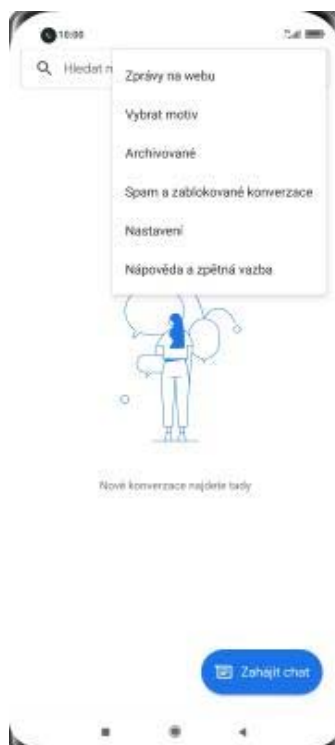 10:00
Hledat
Zprávy na webu
Vybrat motiv
Archivované
Spam a zablokované konverzace
Nastavení
Nápověda a zpětná vazba
Nové konverzace najdete tady
Zahájit chat